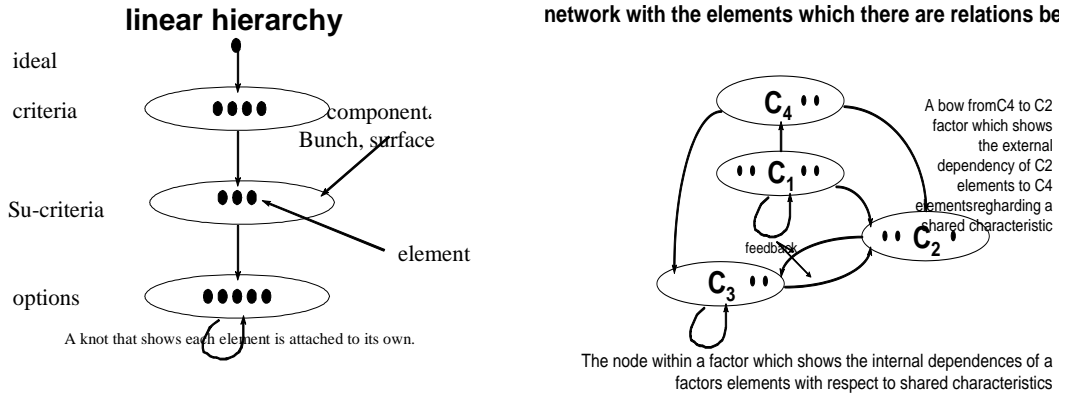 linear hierarchy
ideal
criteria
component.
Bunch, surface
Su-criteria
element
options
A knot that shows each element is attached to its own.
network with the elements which there are relations be
C4
A bow fromC4 to C2
factor which shows
the external
dependency of C2
elements to C4
elementsregharding a
shared characteristic
C1
C2
feedback
C3
The node within a factor which shows the internal dependences of a
factors elements with respect to shared characteristics